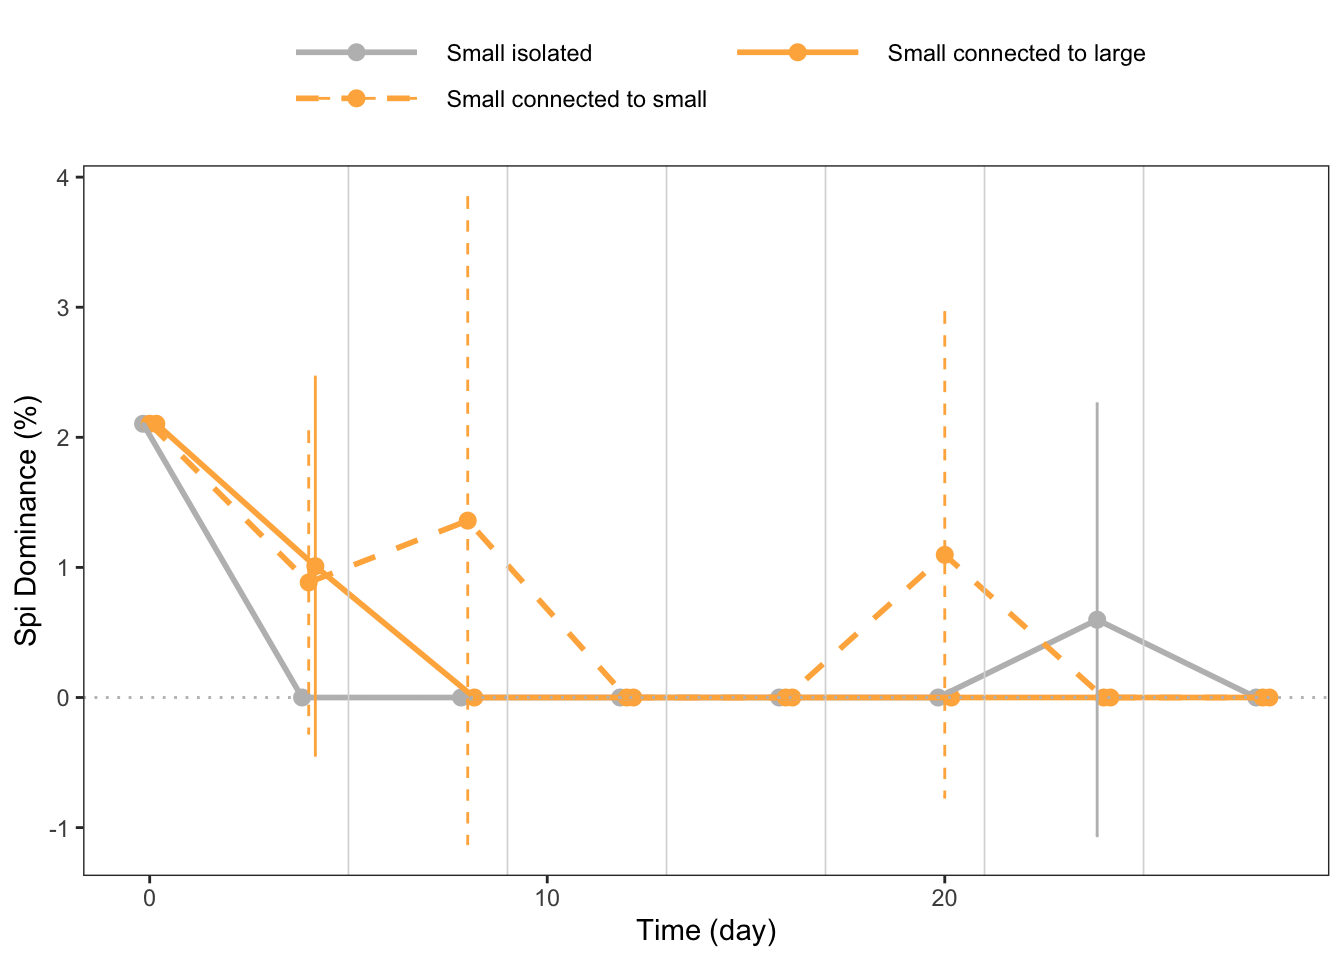 Small isolated
Small connected to large
Small connected to small
4
3
2
1
0
-1
Spi Dominance (%)
0
10
20
Time (day)